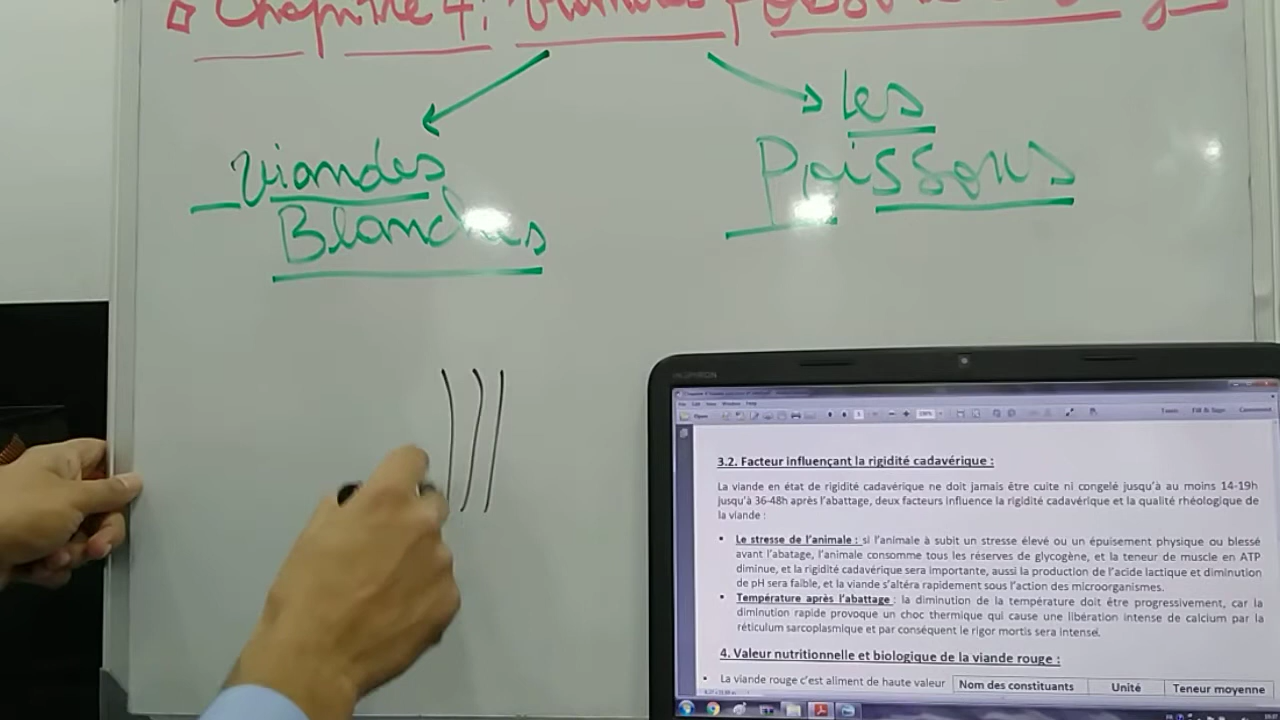 Chapitre 4: Viandes
Viandes
Blanches
les
Poissons
3.2. Facteur influençant la rigidité cadavérique :
La viande en état de rigidité cadavérique ne doit jamais être cuite ni congelé jusqu'à au moins 14-19h
jusqu'à 36-48h après l'abattage, deux facteurs influence la rigidité cadavérique et la qualité rhéologique de
la viande :
• Le stresse de l'animale : si l'animale à subit un stresse élevé ou un épuisement physique ou blessé
avant l'abatage, l'animale consomme tous les réserves de glycogène, et la teneur de muscle en ATP
diminue, et la rigidité cadavérique sera importante, aussi la production de l'acide lactique et diminution
de pH sera faible, et la viande s'altéra rapidement sous l'action des microorganismes.
• Température après l'abattage : la diminution de la température doit être progressivement, car la
diminution rapide provoque un choc thermique qui cause une libération intense de calcium par la
réticulum sarcoplasmique et par conséquent le rigor mortis sera intensei.
4. Valeur nutritionnelle et biologique de la viande rouge :
• La viande rouge c'est aliment de haute valeur
Nom des constituants Unité Teneur moyenne